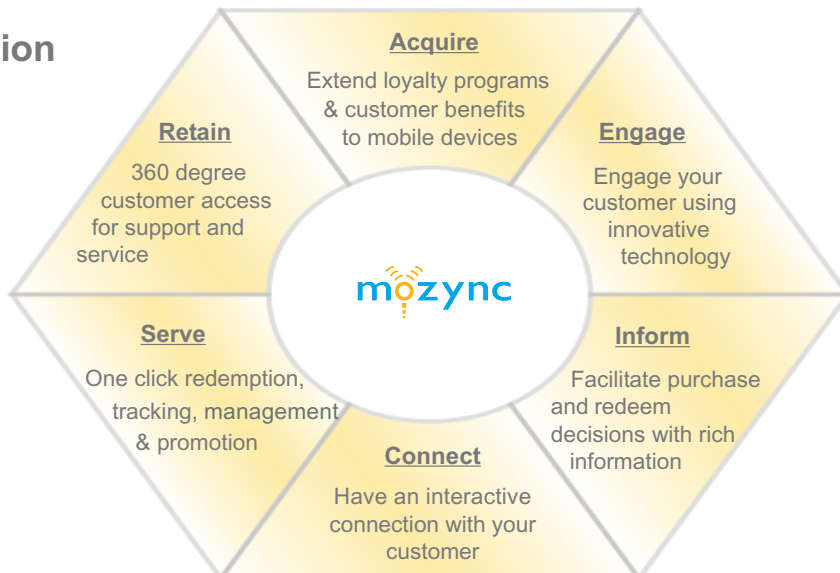 ion
Acquire
Extend loyalty programs
& customer benefits
to mobile devices
Retain
360 degree
customer access
for support and
service
Engage
Engage your
customer using
innovative
technology
mozync
Serve
One click redemption,
tracking, management
& promotion
Inform
Facilitate purchase
and redeem
decisions with rich
information
Connect
Have an interactive
connection with your
customer